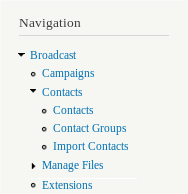 Navigation
Broadcast
Campaigns
Contacts
Contacts
Contact Groups
Import Contacts
Manage Files
Extensions